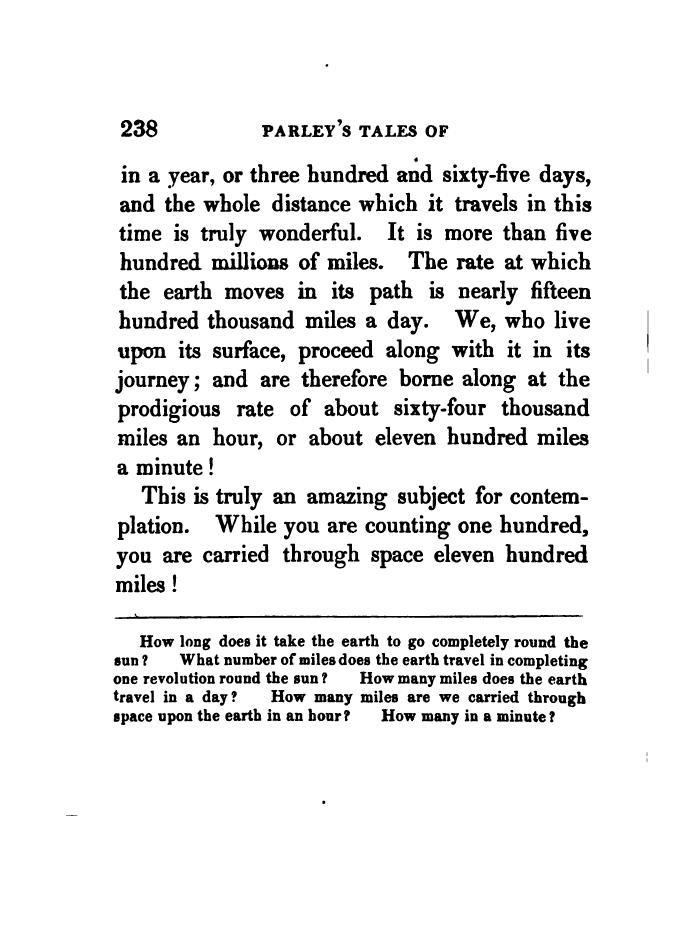 238 PARLEY'S TALES OF
in a year, or three hundred and sixty-five days,
and the whole distance which it travels in this
time is truly wonderful. It is more than five
hundred millions of miles. The rate at which
the earth moves in its path is nearly fifteen
hundred thousand miles a day. We, who live
upon its surface, proceed along with it in its
journey; and are therefore borne along at the
prodigious rate of about sixty-four thousand
miles an hour, or about eleven hundred miles
a minute!
This is truly an amazing subject for contem-
plation. While you are counting one hundred,
you are carried through space eleven hundred
miles!
How long does it take the earth to go completely round the
sun? What number of miles does the earth travel in completing
one revolution round the sun? How many miles does the earth
travel in a day? How many miles are we carried through
space upon the earth in an hour? How many in a minute?